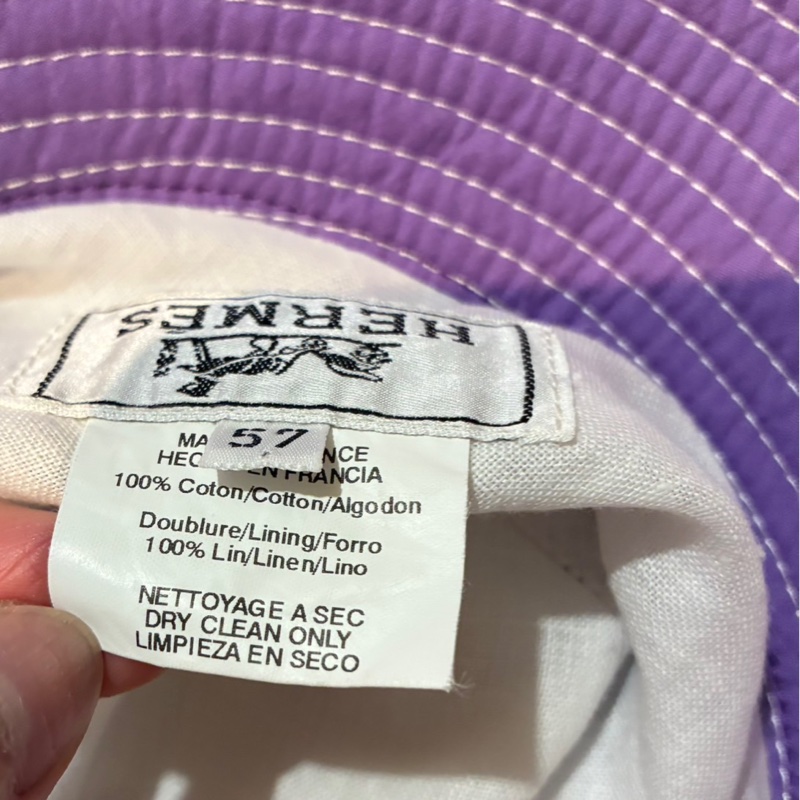 HERMES
57
MA NCE
HEC EN FRANCIA
100% Coton/Cotton/Algodon
Doublure/Lining/Forro
100% Lin/Linen/Lino
NETTOYAGE A SEC
DRY CLEAN ONLY
LIMPIEZA EN SECO